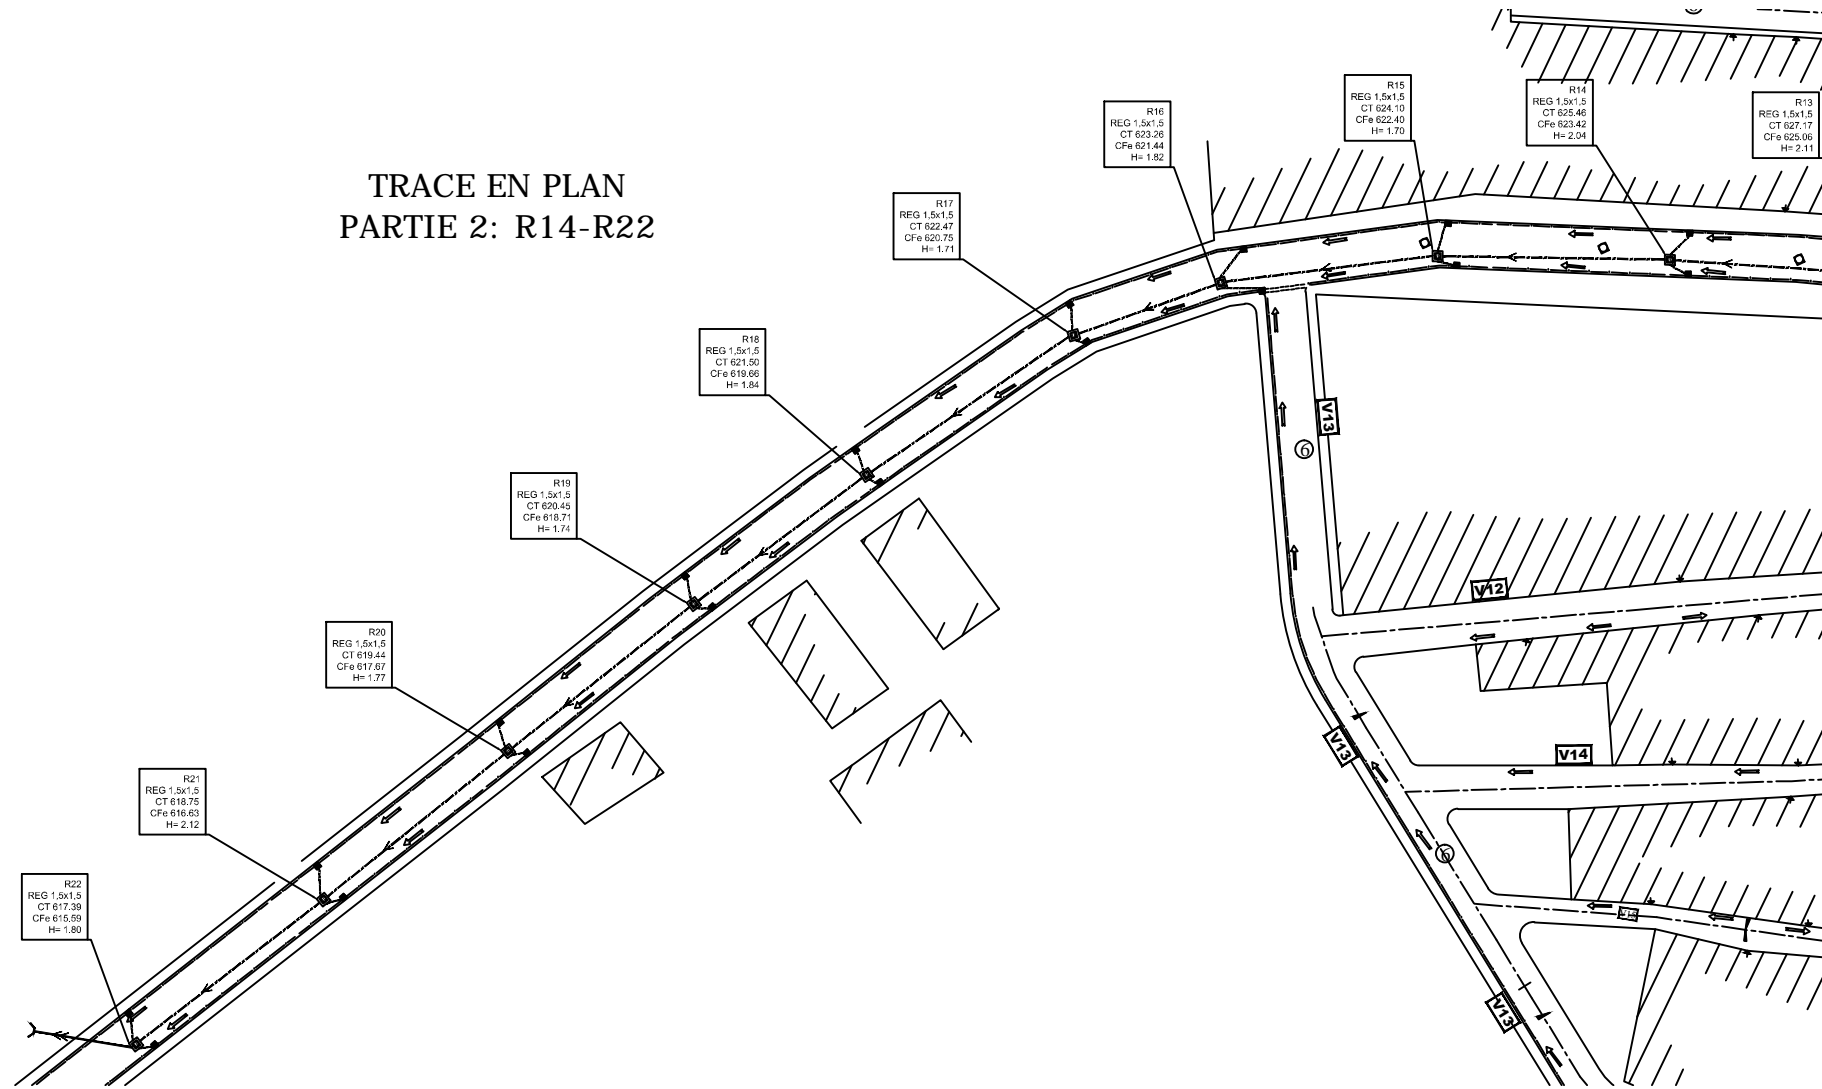 TRACE EN PLAN
PARTIE 2: R14-R22
R13
REG 1,5x1,5
CT 627.17
CFe 625.06
H= 2.11
R14
REG 1,5x1,5
CT 625.46
CFe 623.42
H= 2.04
R15
REG 1,5x1,5
CT 624.10
CFe 622.40
H= 1.70
R16
REG 1,5x1,5
CT 623.26
CFe 621.44
H= 1.82
R17
REG 1,5x1,5
CT 622.47
CFe 620.75
H= 1.71
R18
REG 1,5x1,5
CT 621.50
CFe 619.66
H= 1.84
R19
REG 1,5x1,5
CT 620.45
CFe 618.71
H= 1.74
R20
REG 1,5x1,5
CT 619.44
CFe 617.67
H= 1.77
R21
REG 1,5x1,5
CT 618.75
CFe 616.63
H= 2.12
R22
REG 1,5x1,5
CT 617.39
CFe 615.59
H= 1.80
V13
6
V12
V13
V14
6
V13